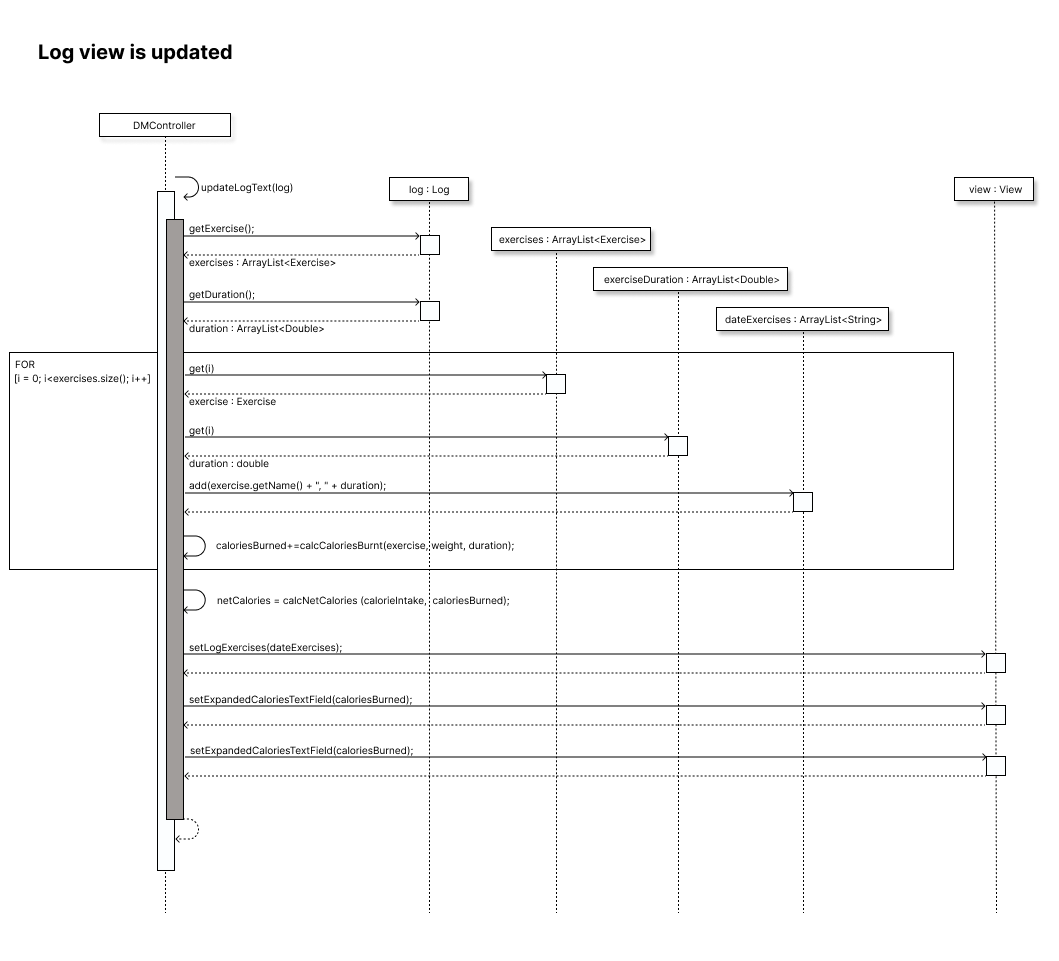 Log view is updated
DMController
updateLogText(log)
log : Log
view : View
getExercise();
exercises : ArrayList<Exercise>
exercises : ArrayList<Exercise>
exerciseDuration : ArrayList<Double>
getDuration();
duration : ArrayList<Double>
dateExercises : ArrayList<String>
FOR
[i = 0; i<exercises.size(); i++]
get(i)
exercise : Exercise
get(i)
duration : double
add(exercise.getName() + ", " + duration);
caloriesBurned+=calcCaloriesBurnt(exercise, weight, duration);
netCalories = calcNetCalories (calorieIntake, caloriesBurned);
setLogExercises(dateExercises);
setExpandedCaloriesTextField(caloriesBurned);
setExpandedCaloriesTextField(caloriesBurned);